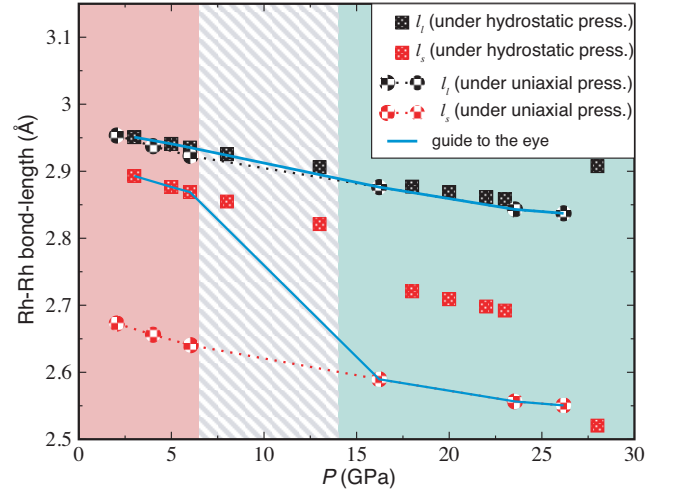 l_l (under hydrostatic press.)
l_s (under hydrostatic press.)
l_l (under uniaxial press.)
l_s (under uniaxial press.)
guide to the eye
Rh-Rh bond-length (Å)
3.1
3
2.9
2.8
2.7
2.6
2.5
0 5 10 15 20 25 30
P (GPa)